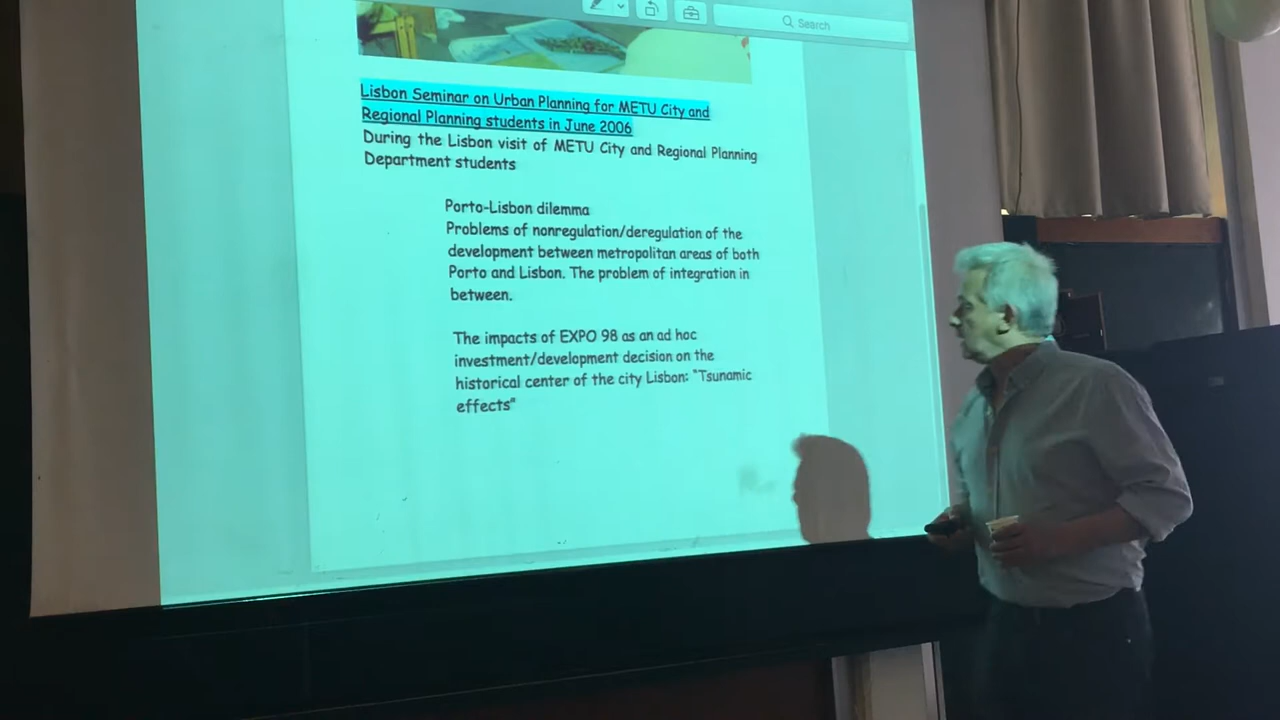 Search
Lisbon Seminar on Urban Planning for METU City and
Regional Planning students in June 2006
During the Lisbon visit of METU City and Regional Planning
Department students
Porto-Lisbon dilemma
Problems of nonregulation/deregulation of the
development between metropolitan areas of both
Porto and Lisbon. The problem of integration in
between.
The impacts of EXPO 98 as an ad hoc
investment/development decision on the
historical center of the city Lisbon: "Tsunamic
effects"